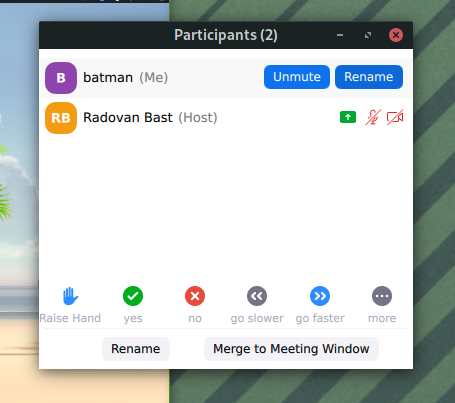 Participants (2)
B batman (Me) Unmute Rename
RB Radovan Bast (Host)
Raise Hand yes no go slower go faster more
Rename Merge to Meeting Window